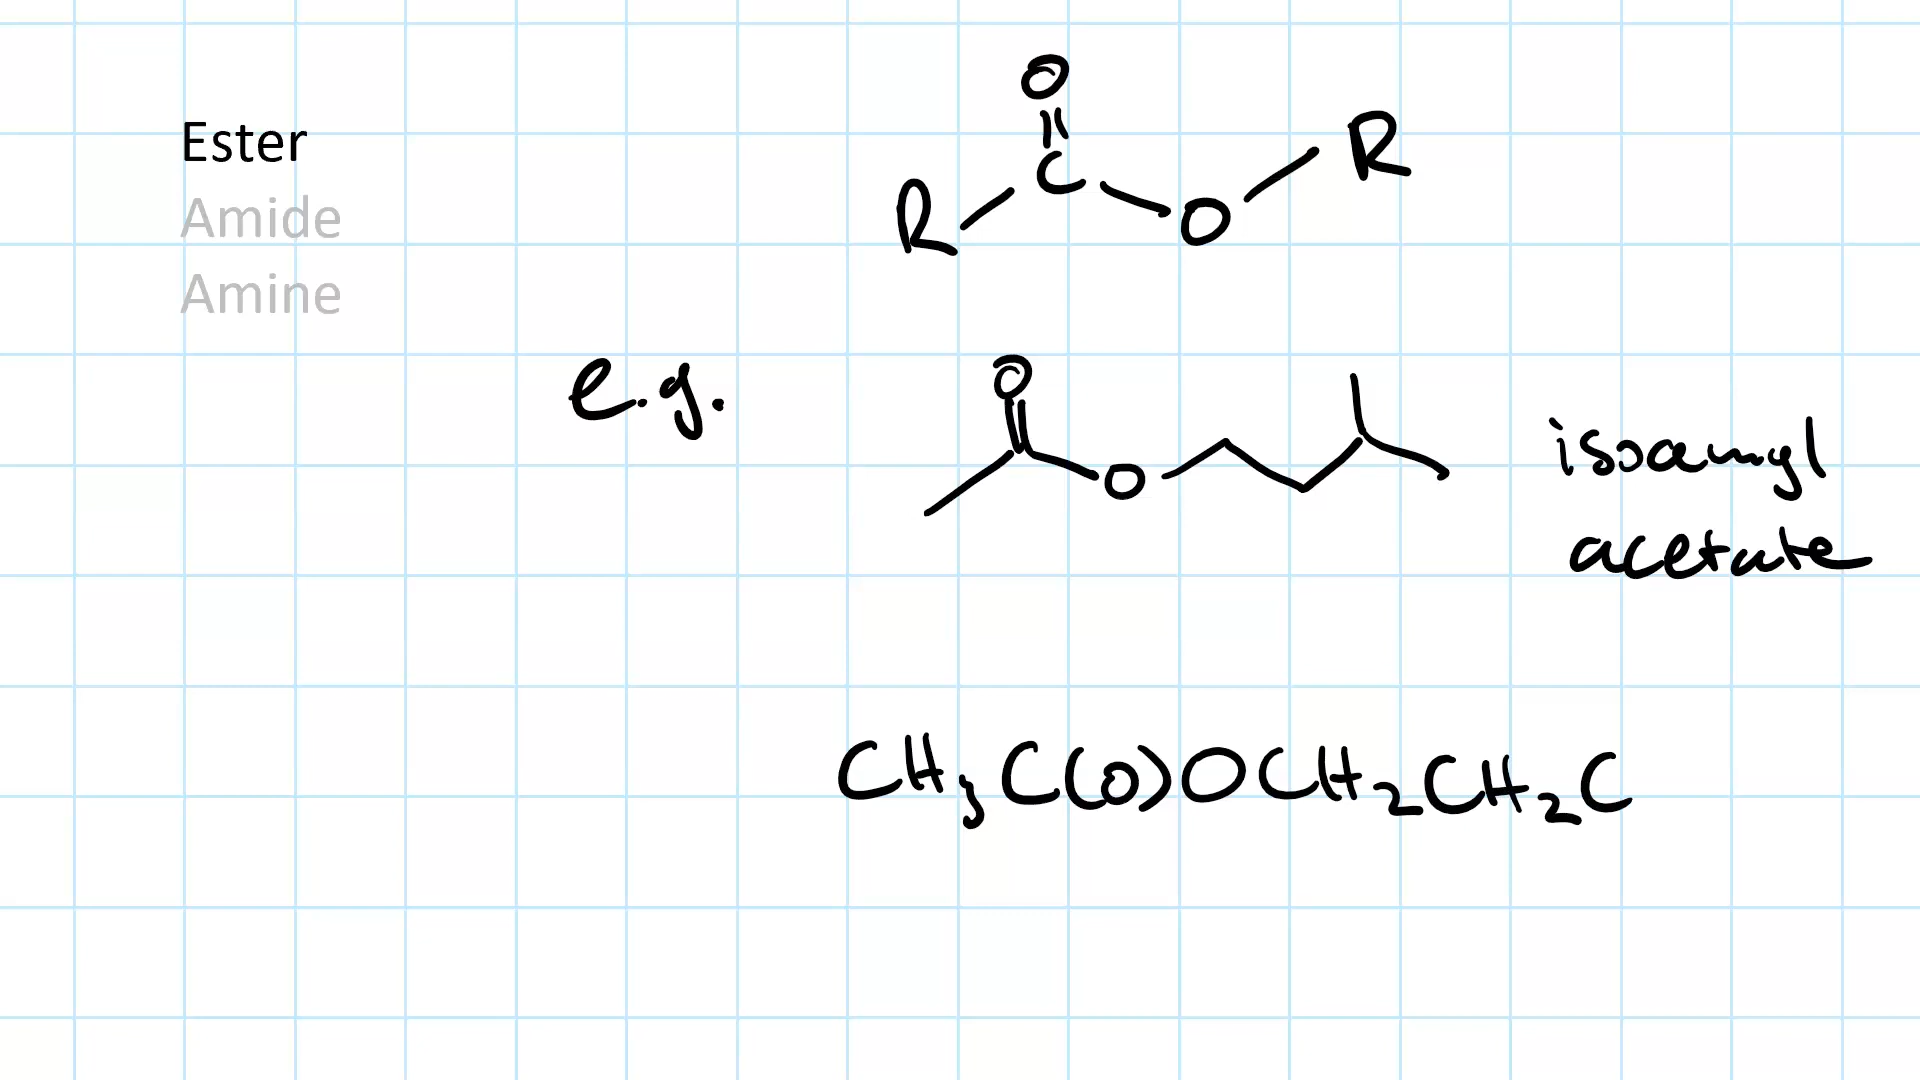 Ester
Amide
Amine
O
C
R
O
R
e.g.
O
O
isoamyl
acetate
CH₃C(O)OCH₂CH₂C